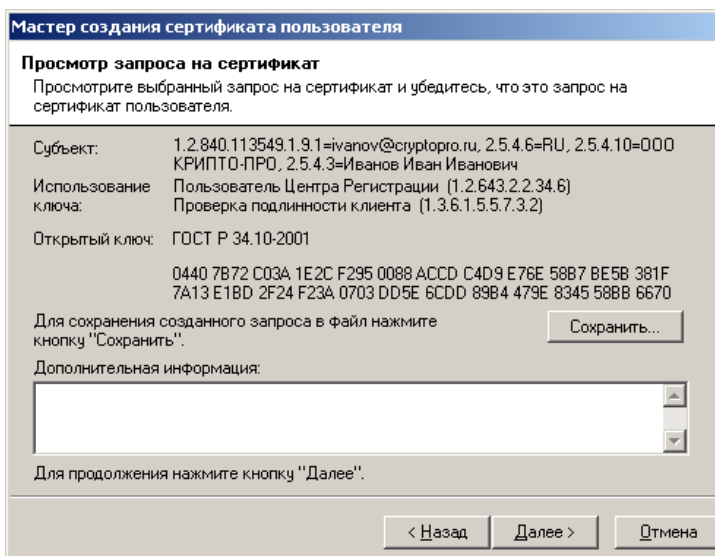 Мастер создания сертификата пользователя
Просмотр запроса на сертификат
Просмотрите выбранный запрос на сертификат и убедитесь, что это запрос на
сертификат пользователя.
Субъект: 1.2.840.113549.1.9.1=ivanov@cryptopro.ru, 2.5.4.6=RU, 2.5.4.10=ООО
КРИПТО-ПРО, 2.5.4.3=Иванов Иван Иванович
Использование Пользователь Центра Регистрации (1.2.643.2.2.34.6)
ключа: Проверка подлинности клиента (1.3.6.1.5.5.7.3.2)
Открытый ключ: ГОСТ Р 34.10-2001
0440 7B72 C03A 1E2C F295 0088 ACCD C4D9 E76E 58B7 BE5B 381F
7A13 E1BD 2F24 F23A 0703 DD5E 6CDD 89B4 479E 8345 58BB 6670
Для сохранения созданного запроса в файл нажмите
кнопку "Сохранить".
Сохранить...
Дополнительная информация:
Для продолжения нажмите кнопку "Далее".
< Назад Далее > Отмена